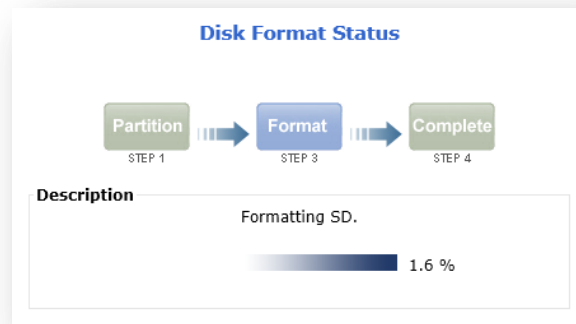 Disk Format Status
Partition Format Complete
STEP 1 STEP 3 STEP 4
Description
Formatting SD.
1.6 %